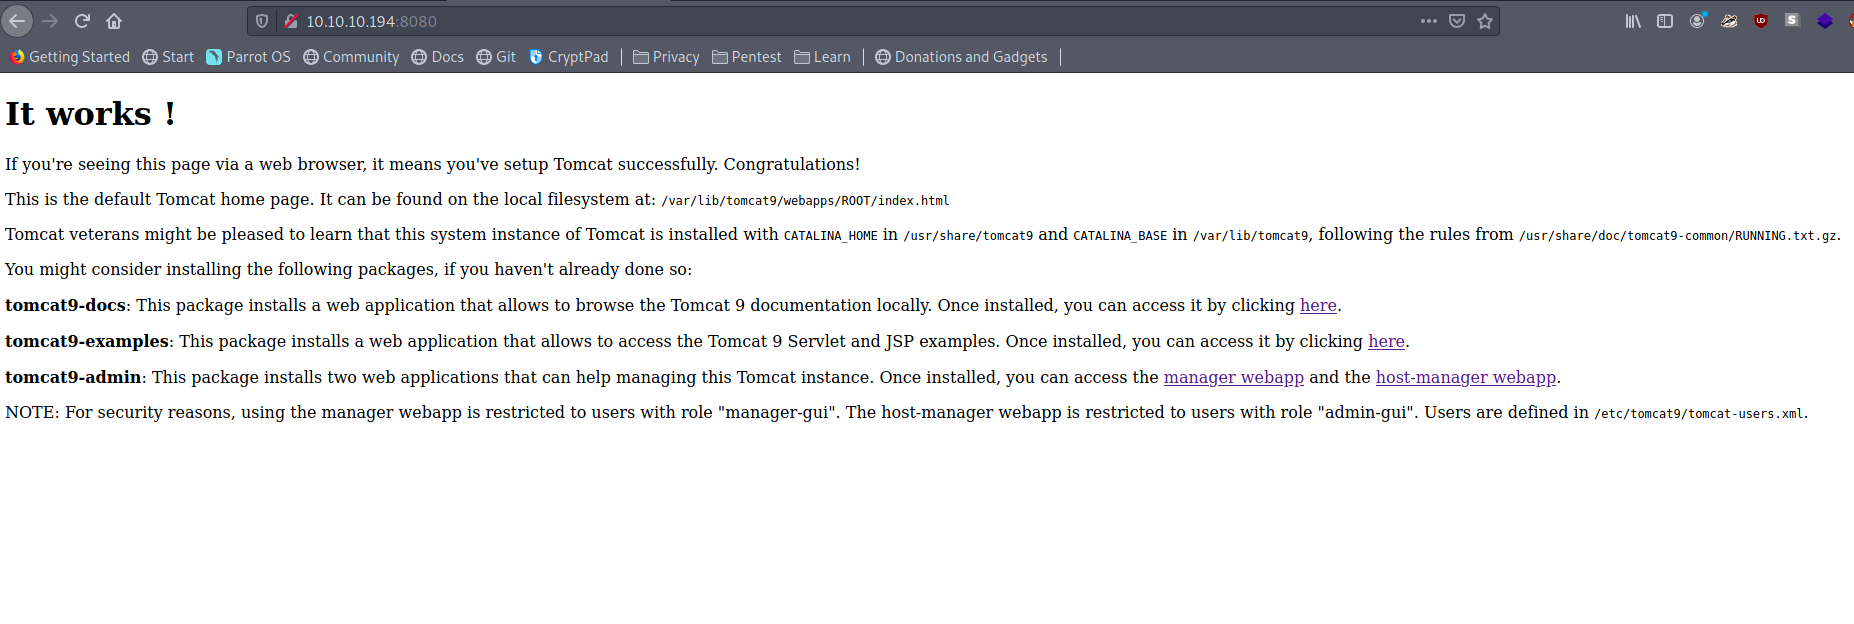 10.10.10.194:8080
Getting Started Start Parrot OS Community Docs Git CryptPad Privacy Pentest Learn Donations and Gadgets
It works !
If you're seeing this page via a web browser, it means you've setup Tomcat successfully. Congratulations!
This is the default Tomcat home page. It can be found on the local filesystem at: /var/lib/tomcat9/webapps/ROOT/index.html
Tomcat veterans might be pleased to learn that this system instance of Tomcat is installed with CATALINA_HOME in /usr/share/tomcat9 and CATALINA_BASE in /var/lib/tomcat9, following the rules from /usr/share/doc/tomcat9-common/RUNNING.txt.gz.
You might consider installing the following packages, if you haven't already done so:
tomcat9-docs: This package installs a web application that allows to browse the Tomcat 9 documentation locally. Once installed, you can access it by clicking here.
tomcat9-examples: This package installs a web application that allows to access the Tomcat 9 Servlet and JSP examples. Once installed, you can access it by clicking here.
tomcat9-admin: This package installs two web applications that can help managing this Tomcat instance. Once installed, you can access the manager webapp and the host-manager webapp.
NOTE: For security reasons, using the manager webapp is restricted to users with role "manager-gui". The host-manager webapp is restricted to users with role "admin-gui". Users are defined in /etc/tomcat9/tomcat-users.xml.